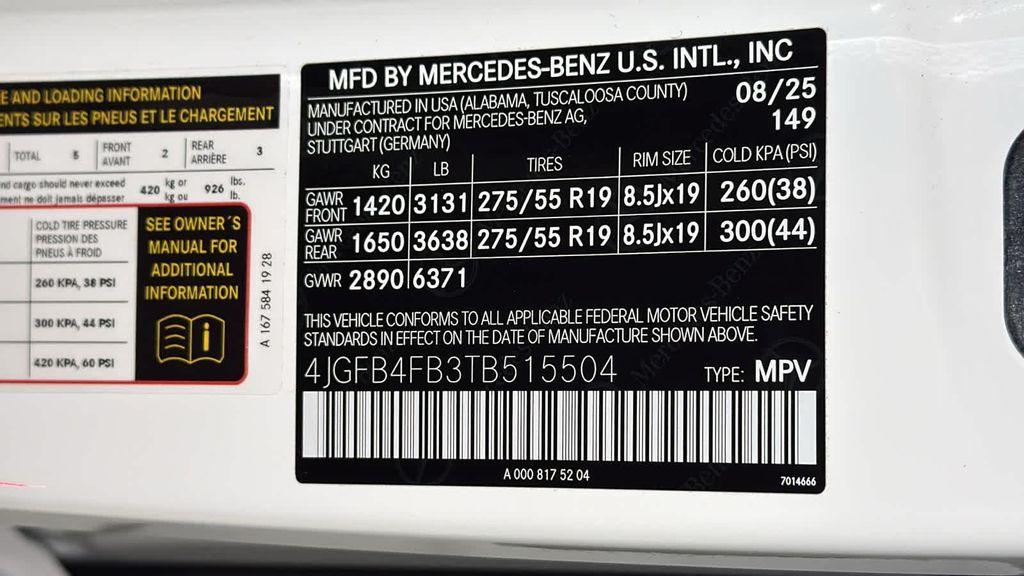 E AND LOADING INFORMATION
ENTS SUR LES PNEUS ET LE CHARGEMENT
TOTAL 5 FRONT AVANT 2 REAR ARRIÈRE 3
nd cargo should never exceed 420 kg or 926 lbs.
ment ne doit jamais dépasser kg ou lb.
COLD TIRE PRESSURE
PRESSION DES
PNEUS À FROID
260 KPA, 38 PSI
300 KPA, 44 PSI
420 KPA, 60 PSI
SEE OWNER´S
MANUAL FOR
ADDITIONAL
INFORMATION
A 167 584 19 28
MFD BY MERCEDES-BENZ U.S. INTL., INC
MANUFACTURED IN USA (ALABAMA, TUSCALOOSA COUNTY)
UNDER CONTRACT FOR MERCEDES-BENZ AG,
STUTTGART (GERMANY)
08/25
149
KG LB TIRES RIM SIZE COLD KPA (PSI)
GAWR FRONT 1420 3131 275/55 R19 8.5Jx19 260(38)
GAWR REAR 1650 3638 275/55 R19 8.5Jx19 300(44)
GVWR 2890 6371
THIS VEHICLE CONFORMS TO ALL APPLICABLE FEDERAL MOTOR VEHICLE SAFETY
STANDARDS IN EFFECT ON THE DATE OF MANUFACTURE SHOWN ABOVE.
4JGFB4FB3TB515504 TYPE: MPV
A 000 817 52 04
7014666